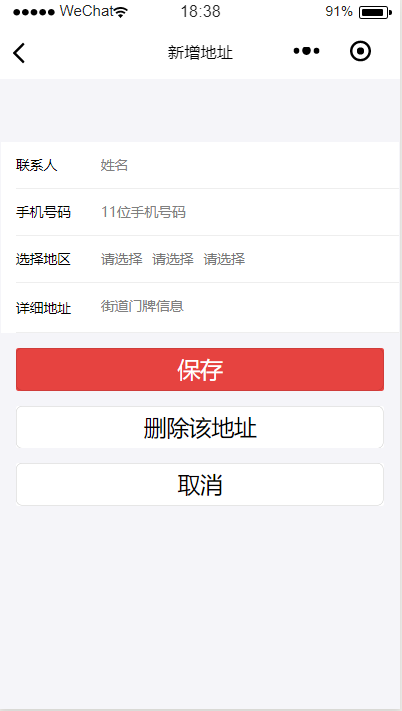 WeChat 18:38 91%
新增地址
联系人 姓名
手机号码 11位手机号码
选择地区 请选择 请选择 请选择
详细地址 街道门牌信息
保存
删除该地址
取消